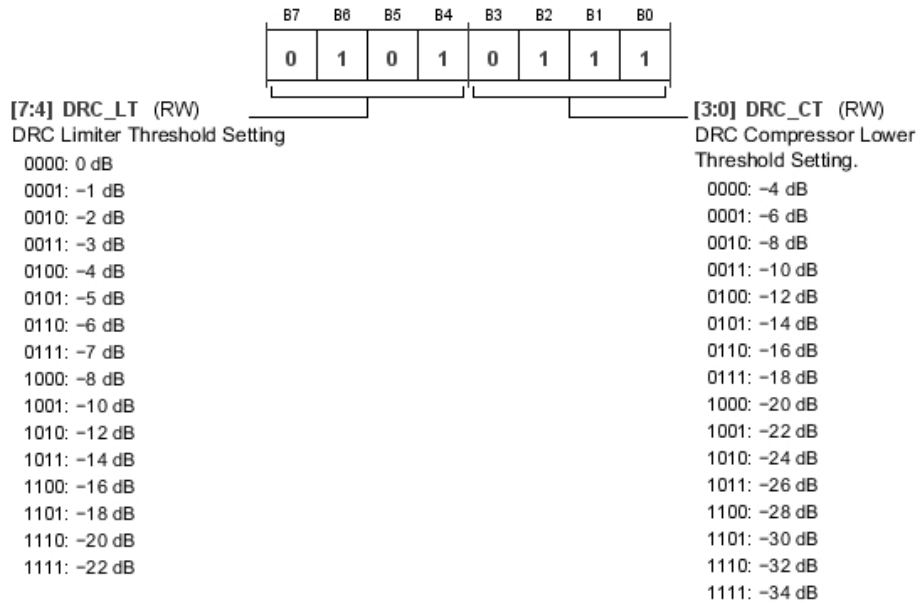 B7 B6 B5 B4 B3 B2 B1 B0
0 1 0 1 0 1 1 1
[7:4] DRC_LT (RW)
DRC Limiter Threshold Setting
0000: 0 dB
0001: −1 dB
0010: −2 dB
0011: −3 dB
0100: −4 dB
0101: −5 dB
0110: −6 dB
0111: −7 dB
1000: −8 dB
1001: −10 dB
1010: −12 dB
1011: −14 dB
1100: −16 dB
1101: −18 dB
1110: −20 dB
1111: −22 dB
[3:0] DRC_CT (RW)
DRC Compressor Lower
Threshold Setting.
0000: −4 dB
0001: −6 dB
0010: −8 dB
0011: −10 dB
0100: −12 dB
0101: −14 dB
0110: −16 dB
0111: −18 dB
1000: −20 dB
1001: −22 dB
1010: −24 dB
1011: −26 dB
1100: −28 dB
1101: −30 dB
1110: −32 dB
1111: −34 dB